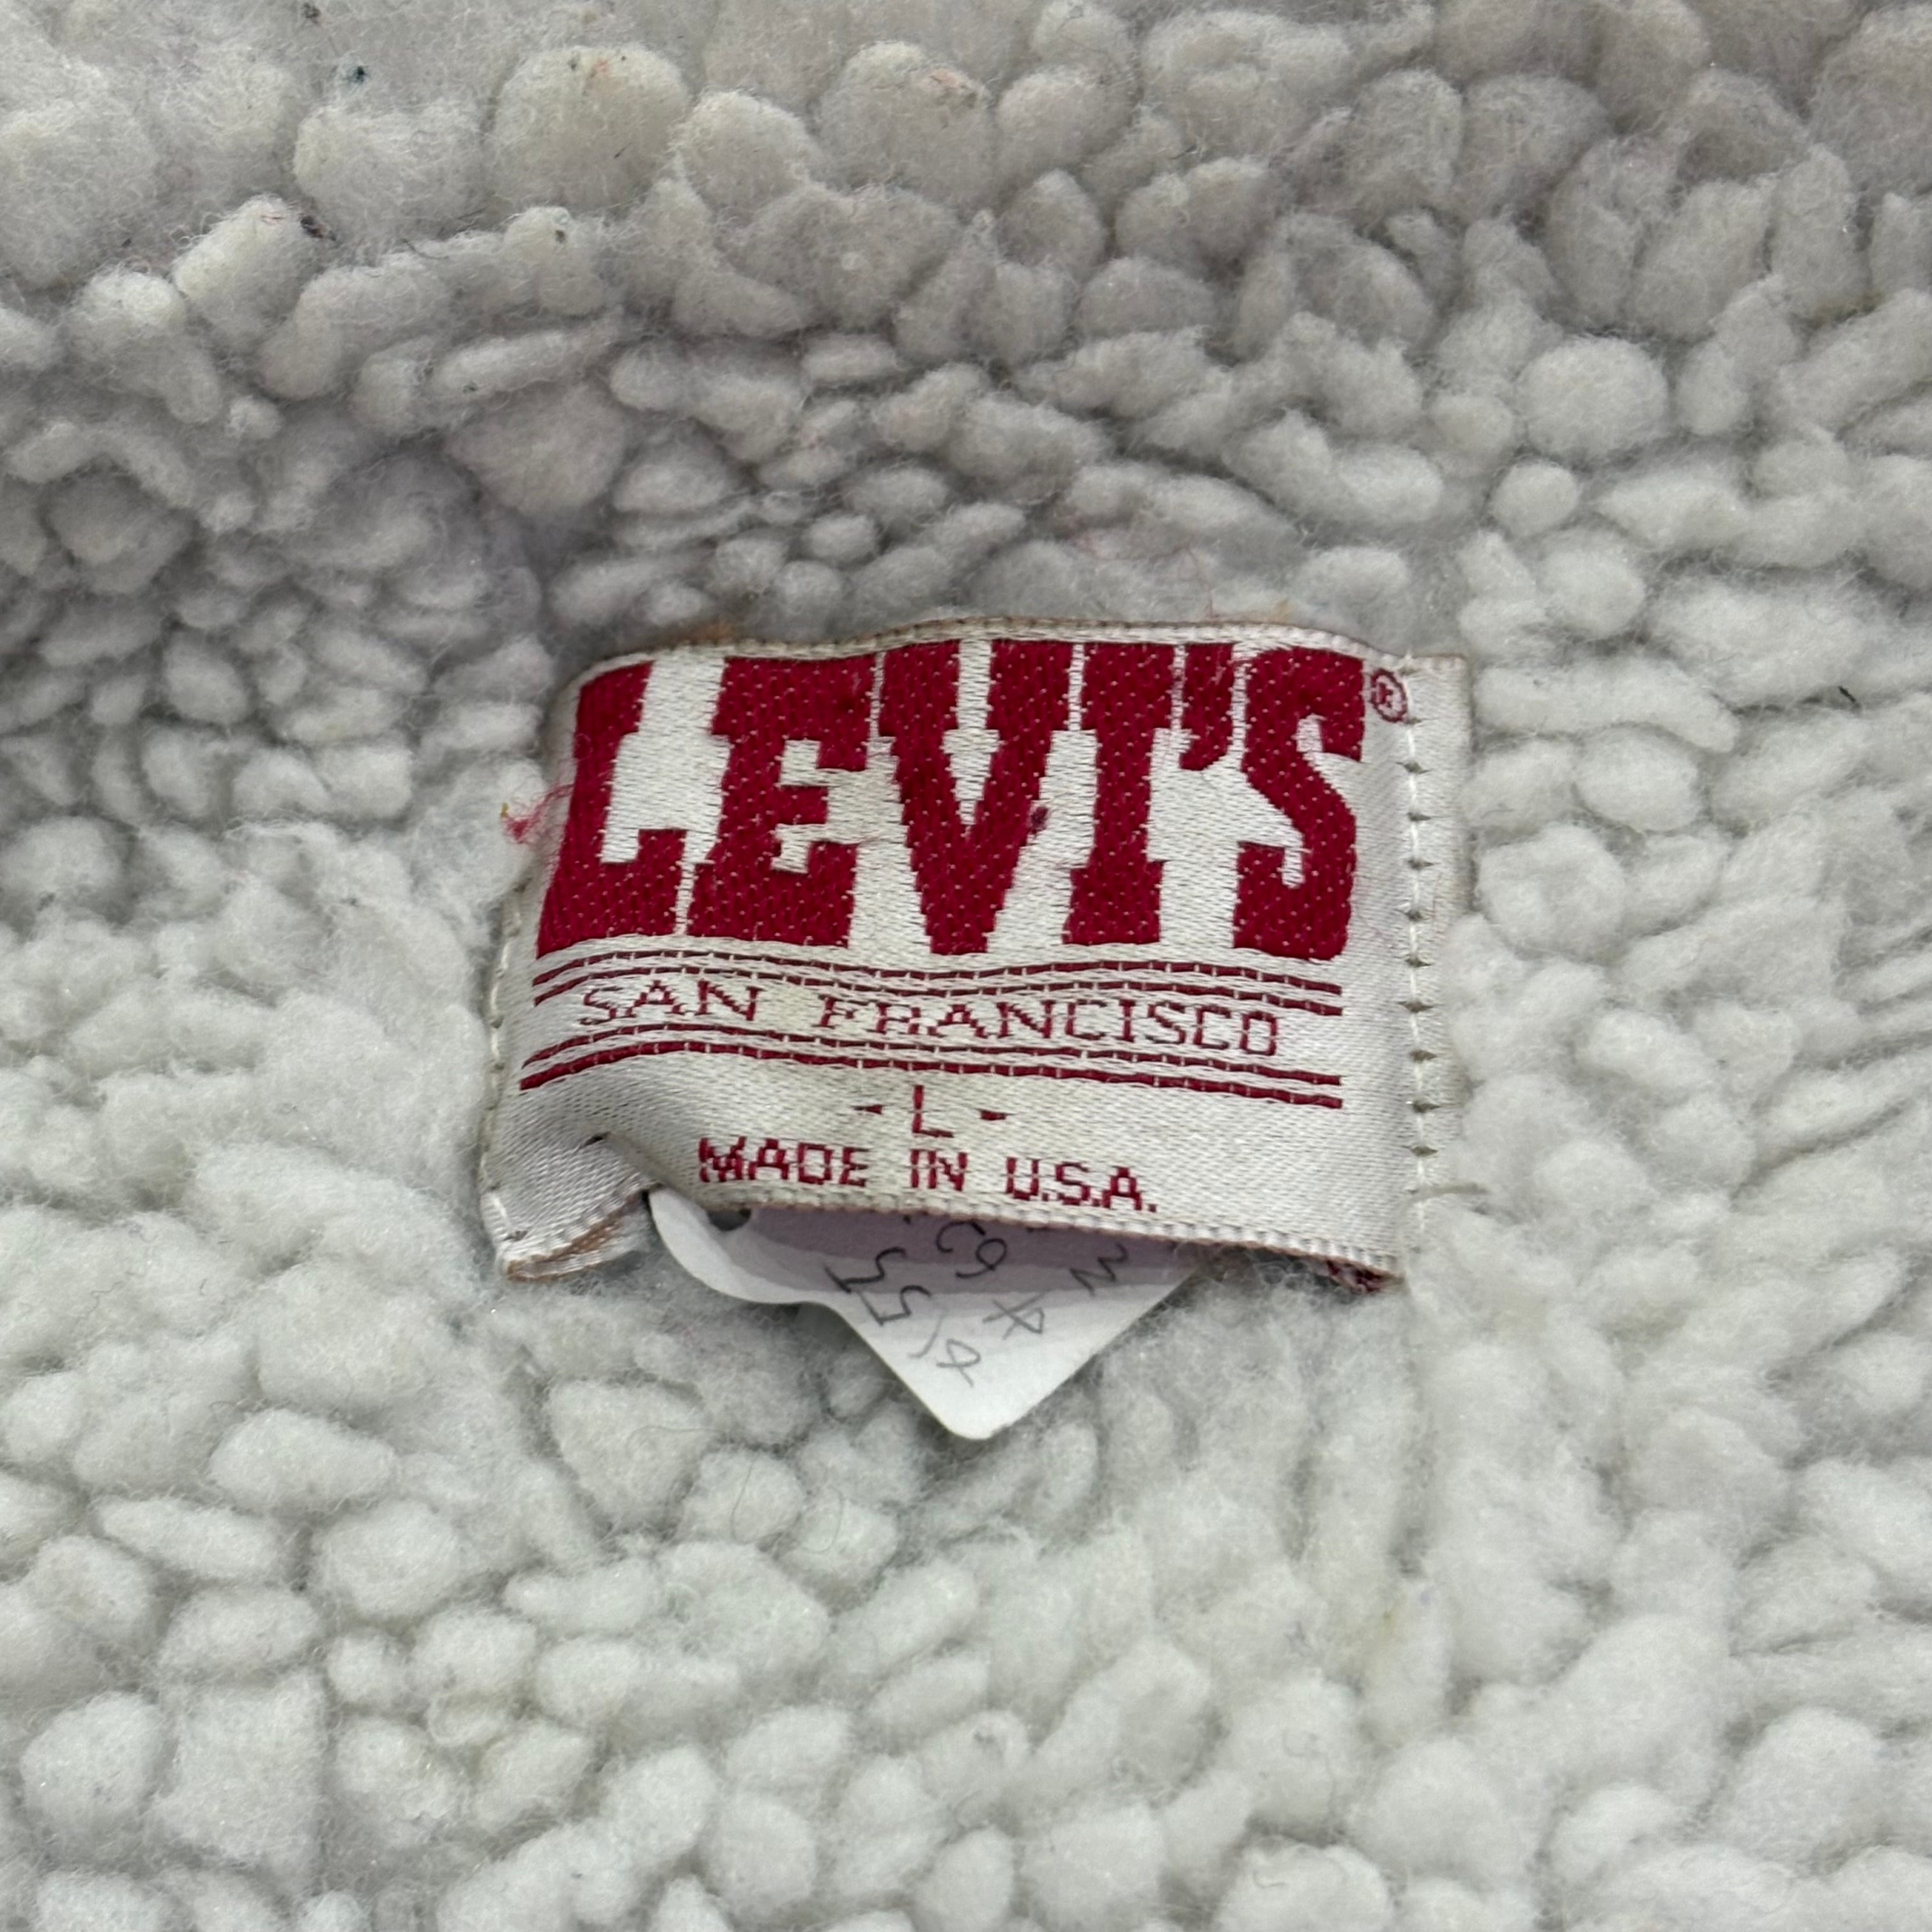 LEVI'S®
SAN FRANCISCO
- L -
MADE IN U.S.A.